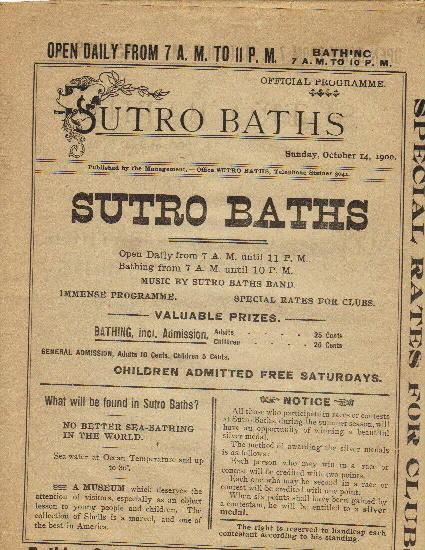 OPEN DAILY FROM 7 A. M. TO 11 P. M. BATHING 7 A. M. TO 10 P. M.
OFFICIAL PROGRAMME.
SUTRO BATHS
Sunday, October 14, 1900.
Published by the Management,— Office SUTRO BATHS, Telephone Steiner 3041.
SUTRO BATHS
Open Daily from 7 A. M. until 11 P. M.
Bathing from 7 A. M. until 10 P. M.
MUSIC BY SUTRO BATHS BAND.
IMMENSE PROGRAMME. SPECIAL RATES FOR CLUBS.
VALUABLE PRIZES.
BATHING, incl. Admission, Adults - - - - 25 Cents
Children - - - - 20 Cents
GENERAL ADMISSION, Adults 10 Cents, Children 5 Cents.
CHILDREN ADMITTED FREE SATURDAYS.
What will be found in Sutro Baths?
NO BETTER SEA-BATHING
IN THE WORLD.
Sea water at Ocean Temperature and up
to 80°.
A MUSEUM which deserves the
attention of visitors, especially as an object
lesson to young people and children. The
collection of Shells is a marvel, and one of
the best in America.
NOTICE
All those who participate in races or contests
at Sutro Baths, during the summer season, will
have an opportunity of winning a beautiful
silver medal.
The method of awarding the silver medals
is as follows:
Each person who may win in a race or
contest will be credited with two points.
Each one who may be second in a race or
contest will be credited with one point.
When six points shall have been gained by
a contestant, he will be entitled to a silver
medal.
The right is reserved to handicap each
contestant according to his standing.
SPECIAL RATES FOR CLUB